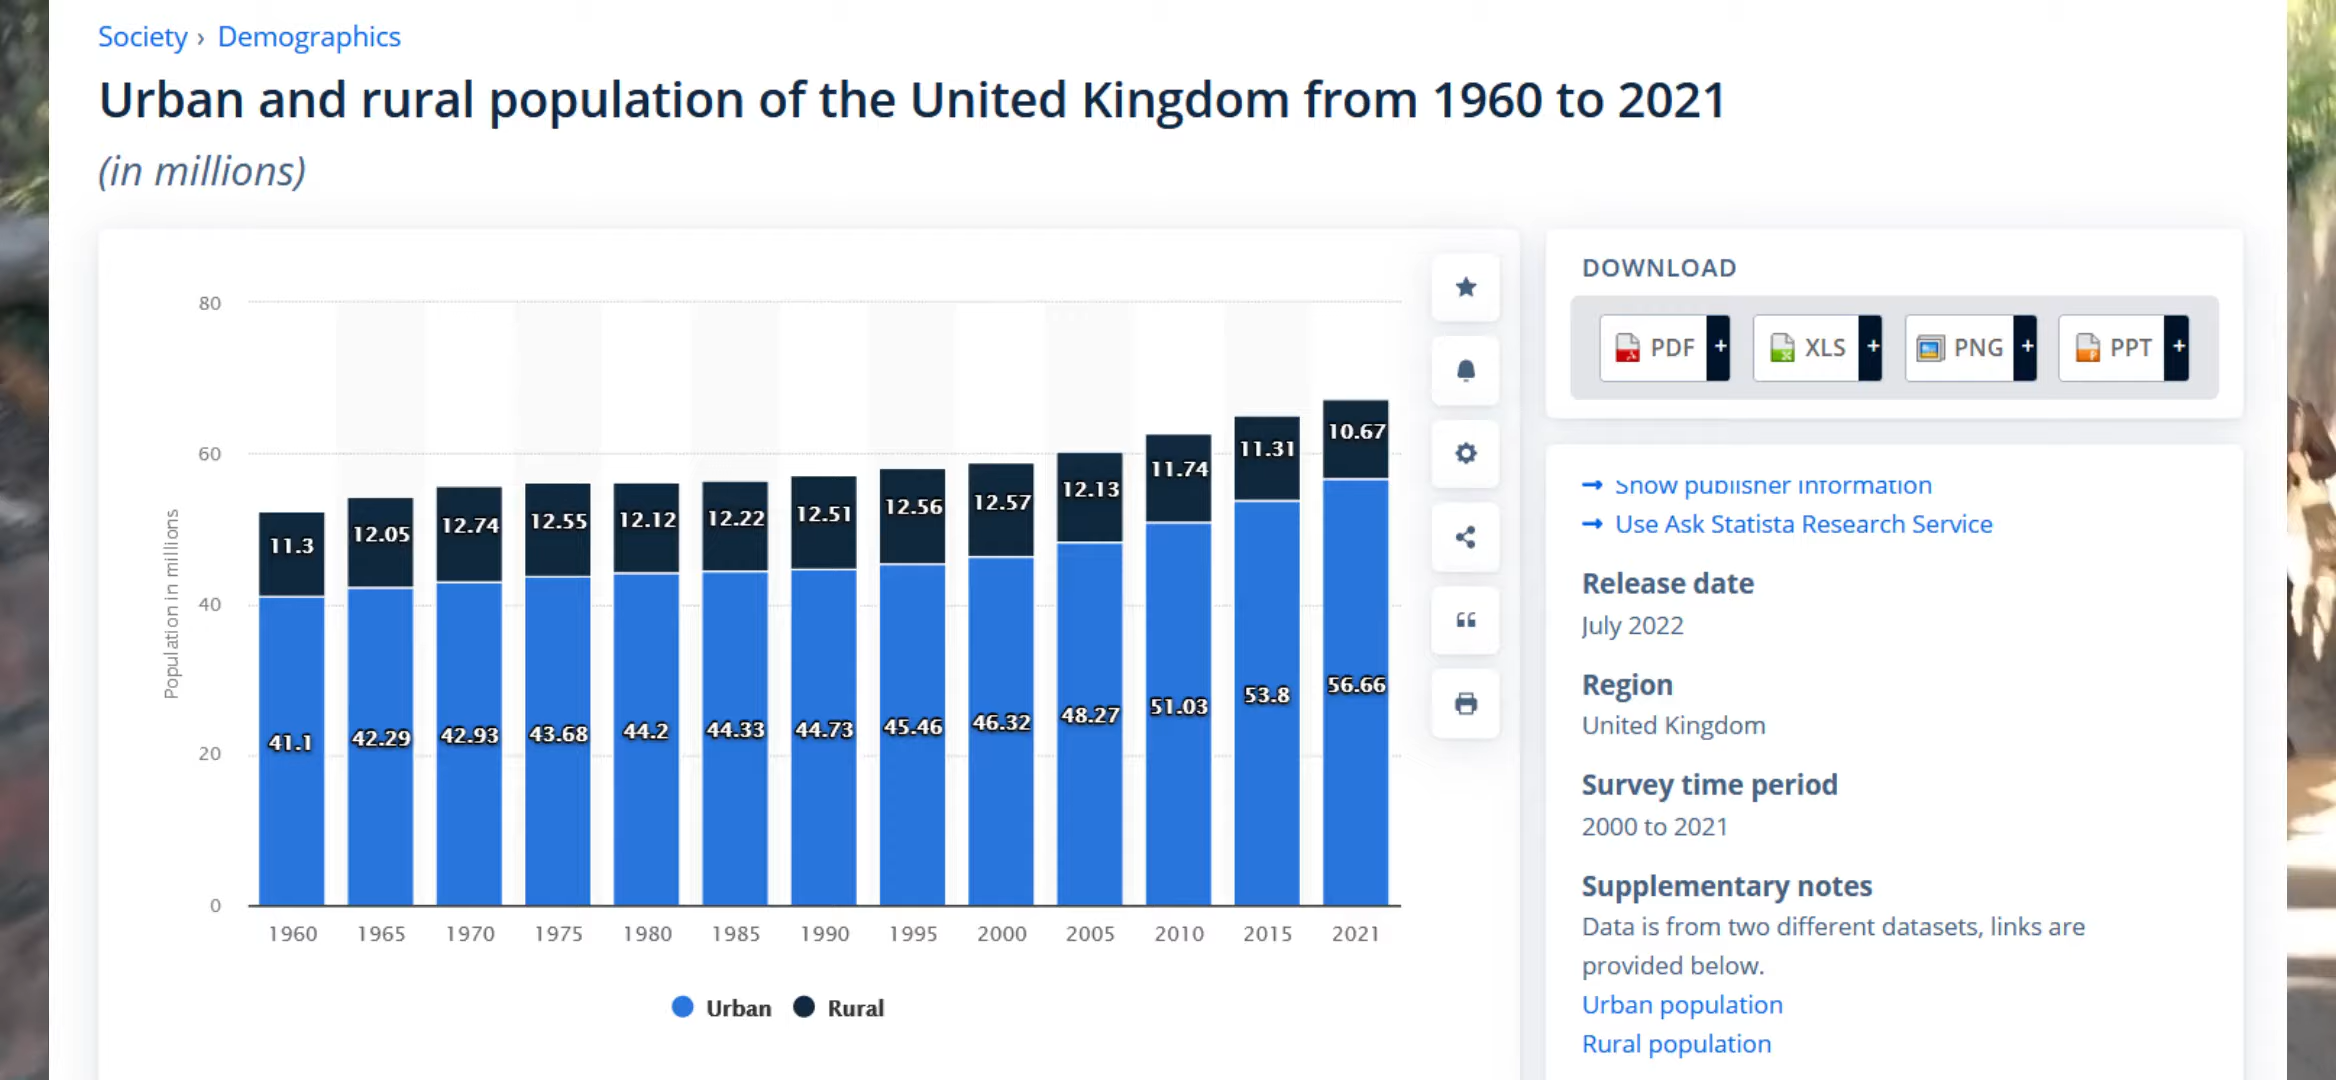 Society › Demographics
Urban and rural population of the United Kingdom from 1960 to 2021
(in millions)
80
60
40
20
0
Population in millions
11.3
12.05
12.74
12.55
12.12
12.22
12.51
12.56
12.57
12.13
11.74
11.31
10.67
41.1
42.29
42.93
43.68
44.2
44.33
44.73
45.46
46.32
48.27
51.03
53.8
56.66
1960 1965 1970 1975 1980 1985 1990 1995 2000 2005 2010 2015 2021
Urban Rural
DOWNLOAD
PDF + XLS + PNG + PPT +
→ Show publisher information
→ Use Ask Statista Research Service
Release date
July 2022
Region
United Kingdom
Survey time period
2000 to 2021
Supplementary notes
Data is from two different datasets, links are
provided below.
Urban population
Rural population